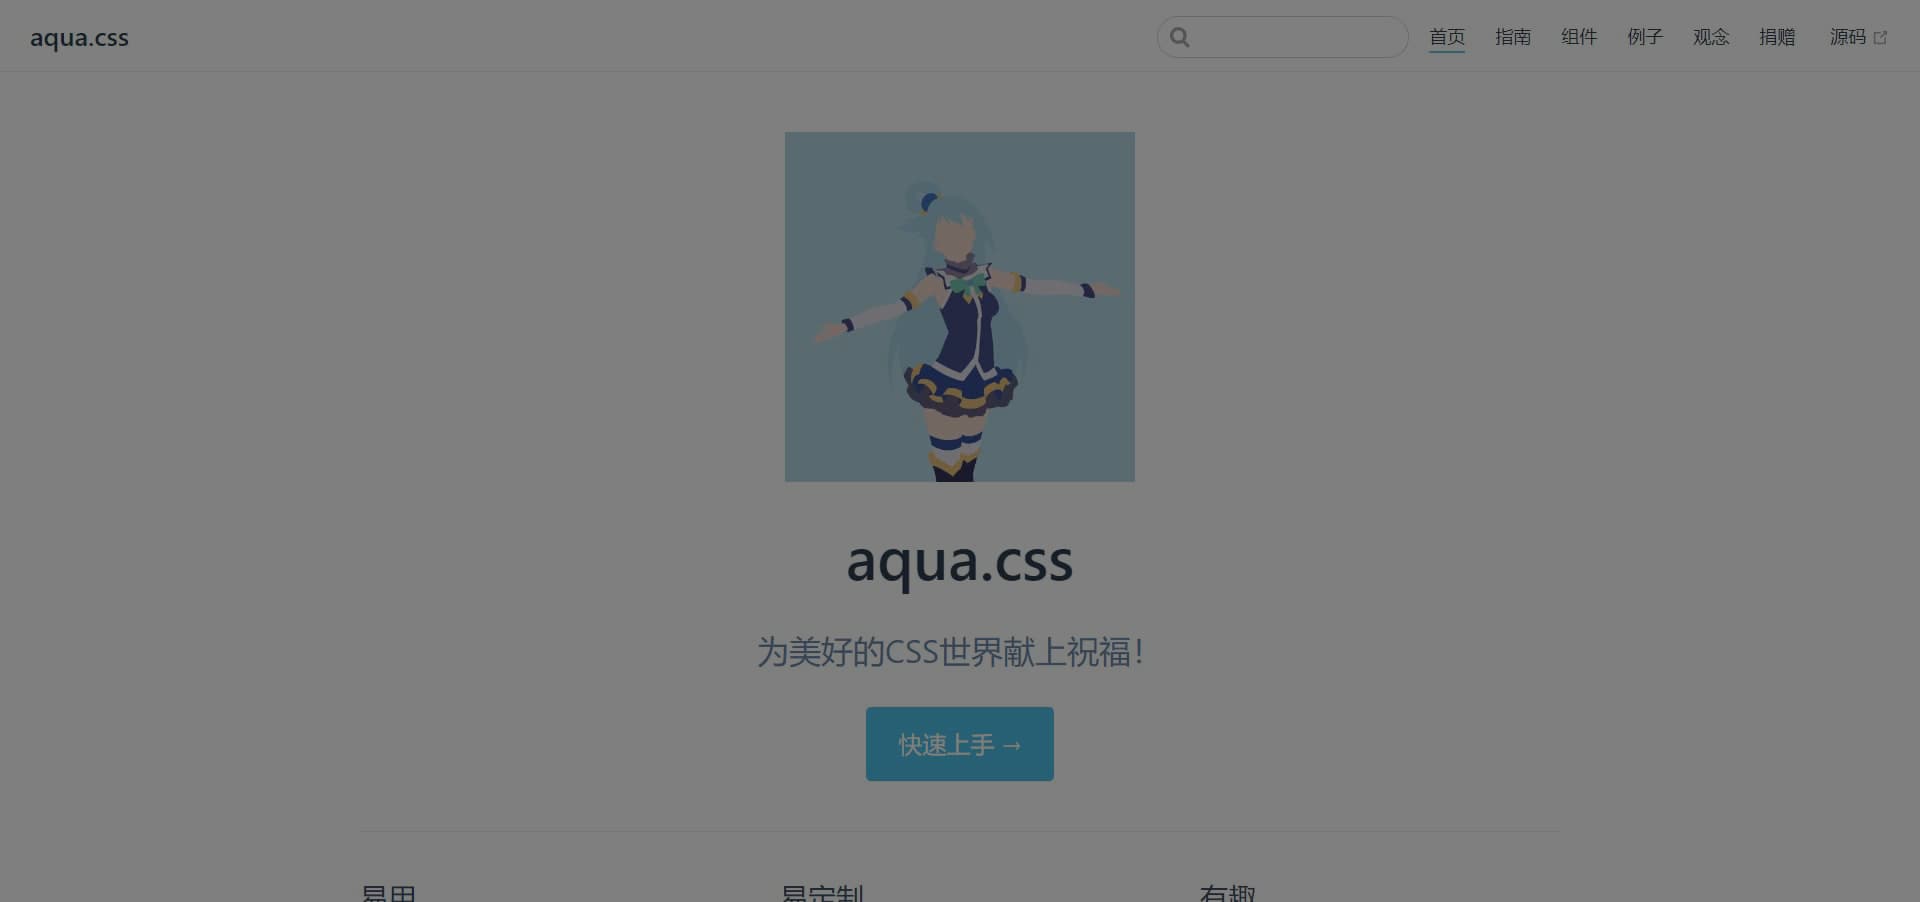 aqua.css
首页 指南 组件 例子 观念 捐赠 源码
aqua.css
为美好的CSS世界献上祝福！
快速上手 →
易用 易定制 有趣